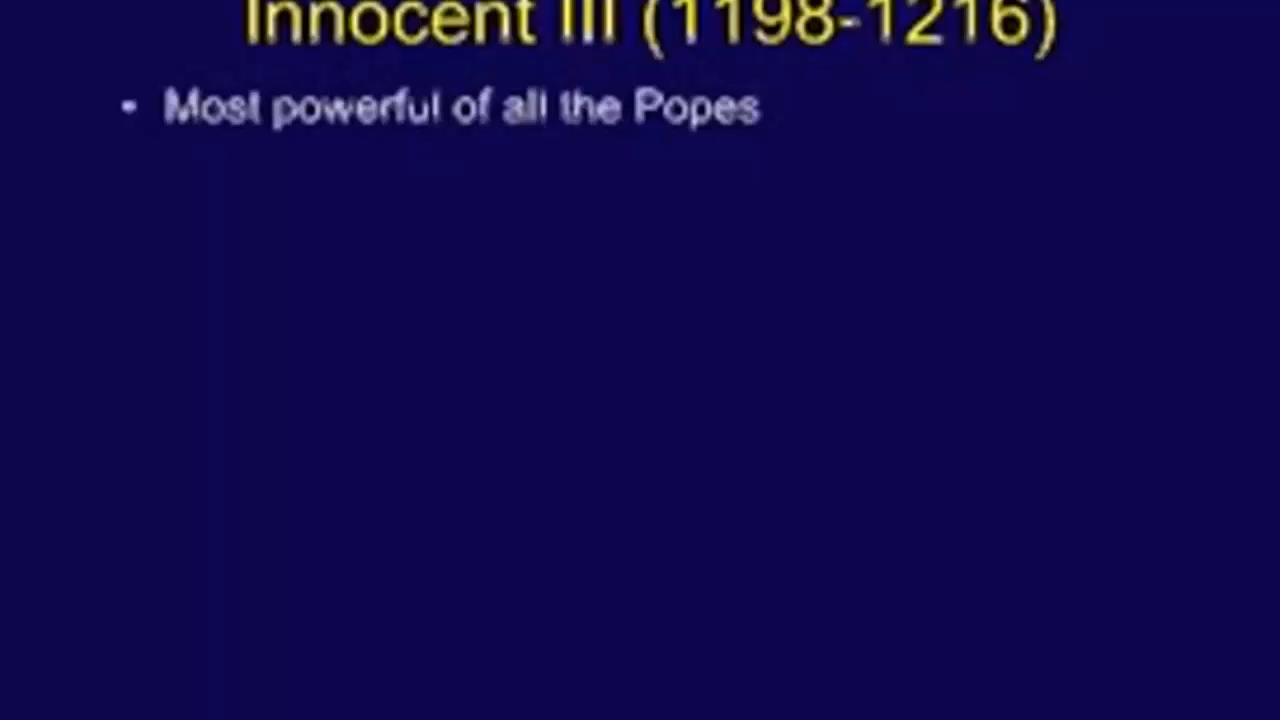 Innocent III (1198-1216)
• Most powerful of all the Popes